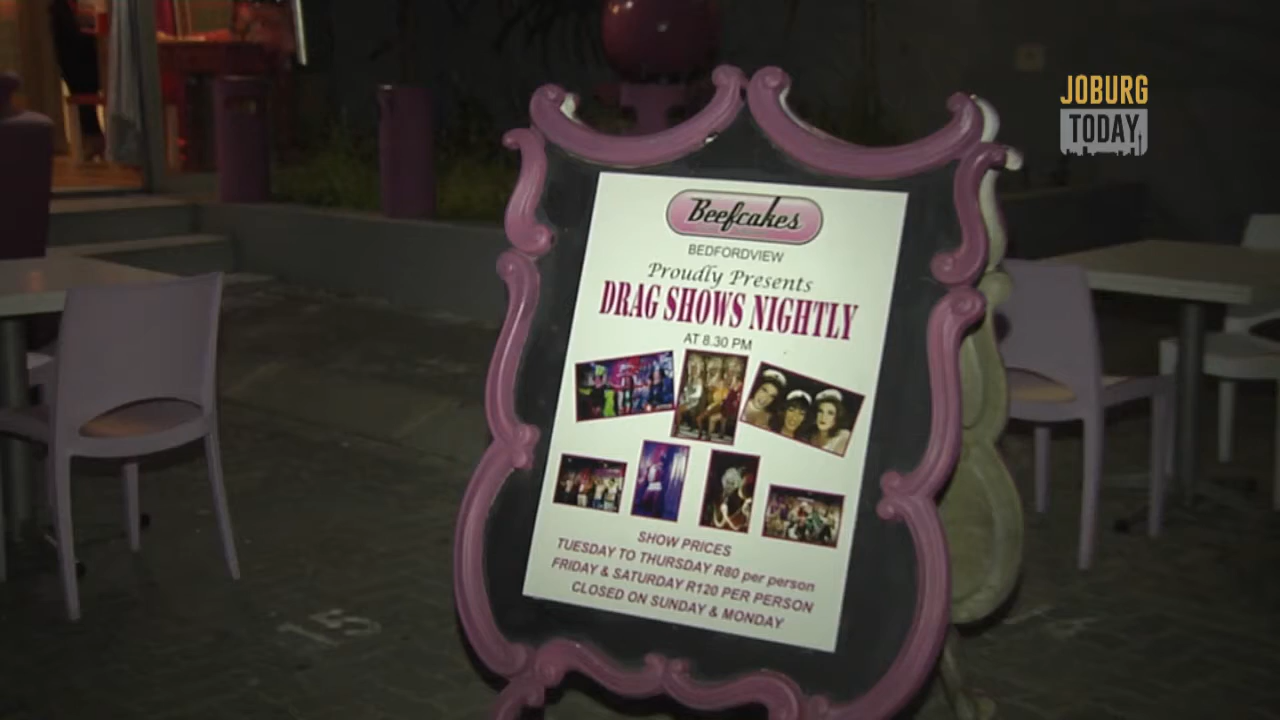 JOBURG
TODAY
Beefcakes
BEDFORDVIEW
Proudly Presents
DRAG SHOWS NIGHTLY
AT 8.30 PM
SHOW PRICES
TUESDAY TO THURSDAY R80 per person
FRIDAY & SATURDAY R120 PER PERSON
CLOSED ON SUNDAY & MONDAY
15